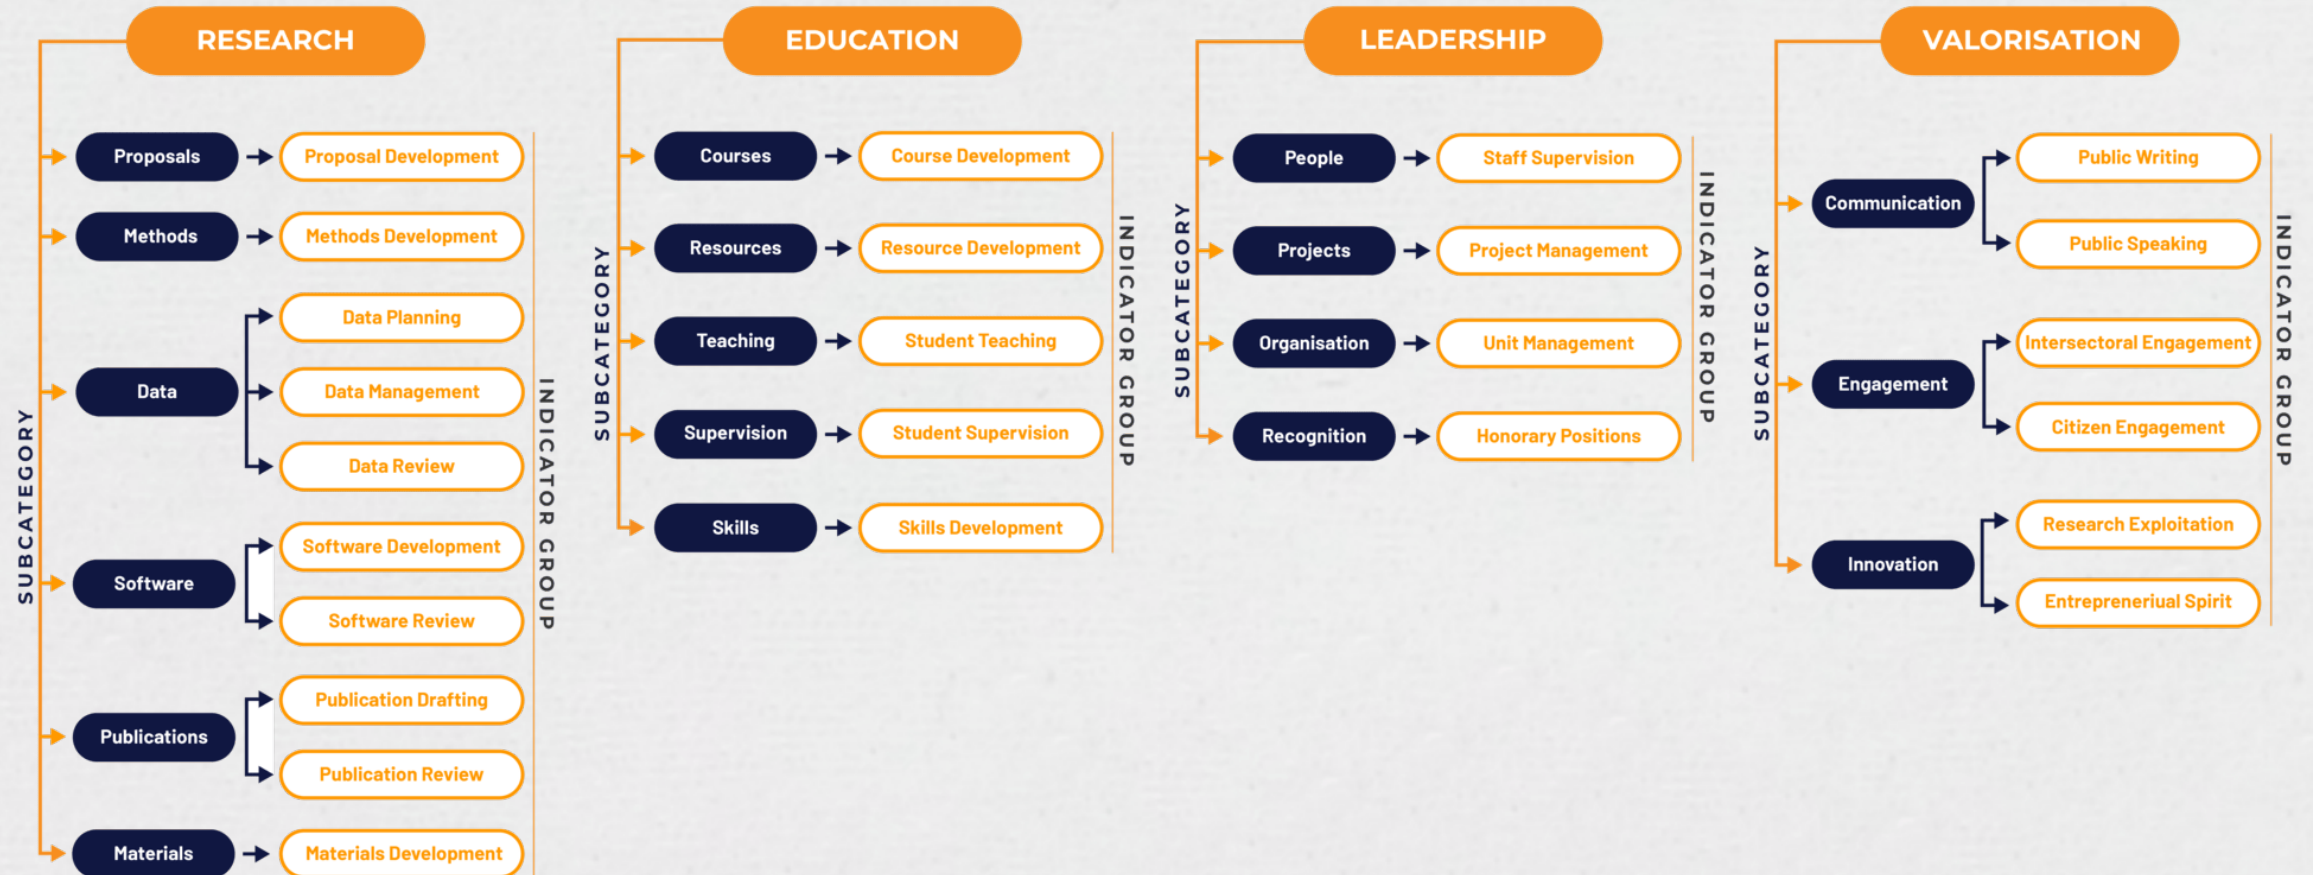 RESEARCH
SUBCATEGORY
Proposals
Proposal Development
Methods
Methods Development
Data
Data Planning
Data Management
Data Review
Software
Software Development
Software Review
Publications
Publication Drafting
Publication Review
Materials
Materials Development
INDICATOR GROUP
EDUCATION
SUBCATEGORY
Courses
Course Development
Resources
Resource Development
Teaching
Student Teaching
Supervision
Student Supervision
Skills
Skills Development
INDICATOR GROUP
LEADERSHIP
SUBCATEGORY
People
Staff Supervision
Projects
Project Management
Organisation
Unit Management
Recognition
Honorary Positions
INDICATOR GROUP
VALORISATION
SUBCATEGORY
Communication
Public Writing
Public Speaking
Engagement
Intersectoral Engagement
Citizen Engagement
Innovation
Research Exploitation
Entrepreneriual Spirit
INDICATOR GROUP